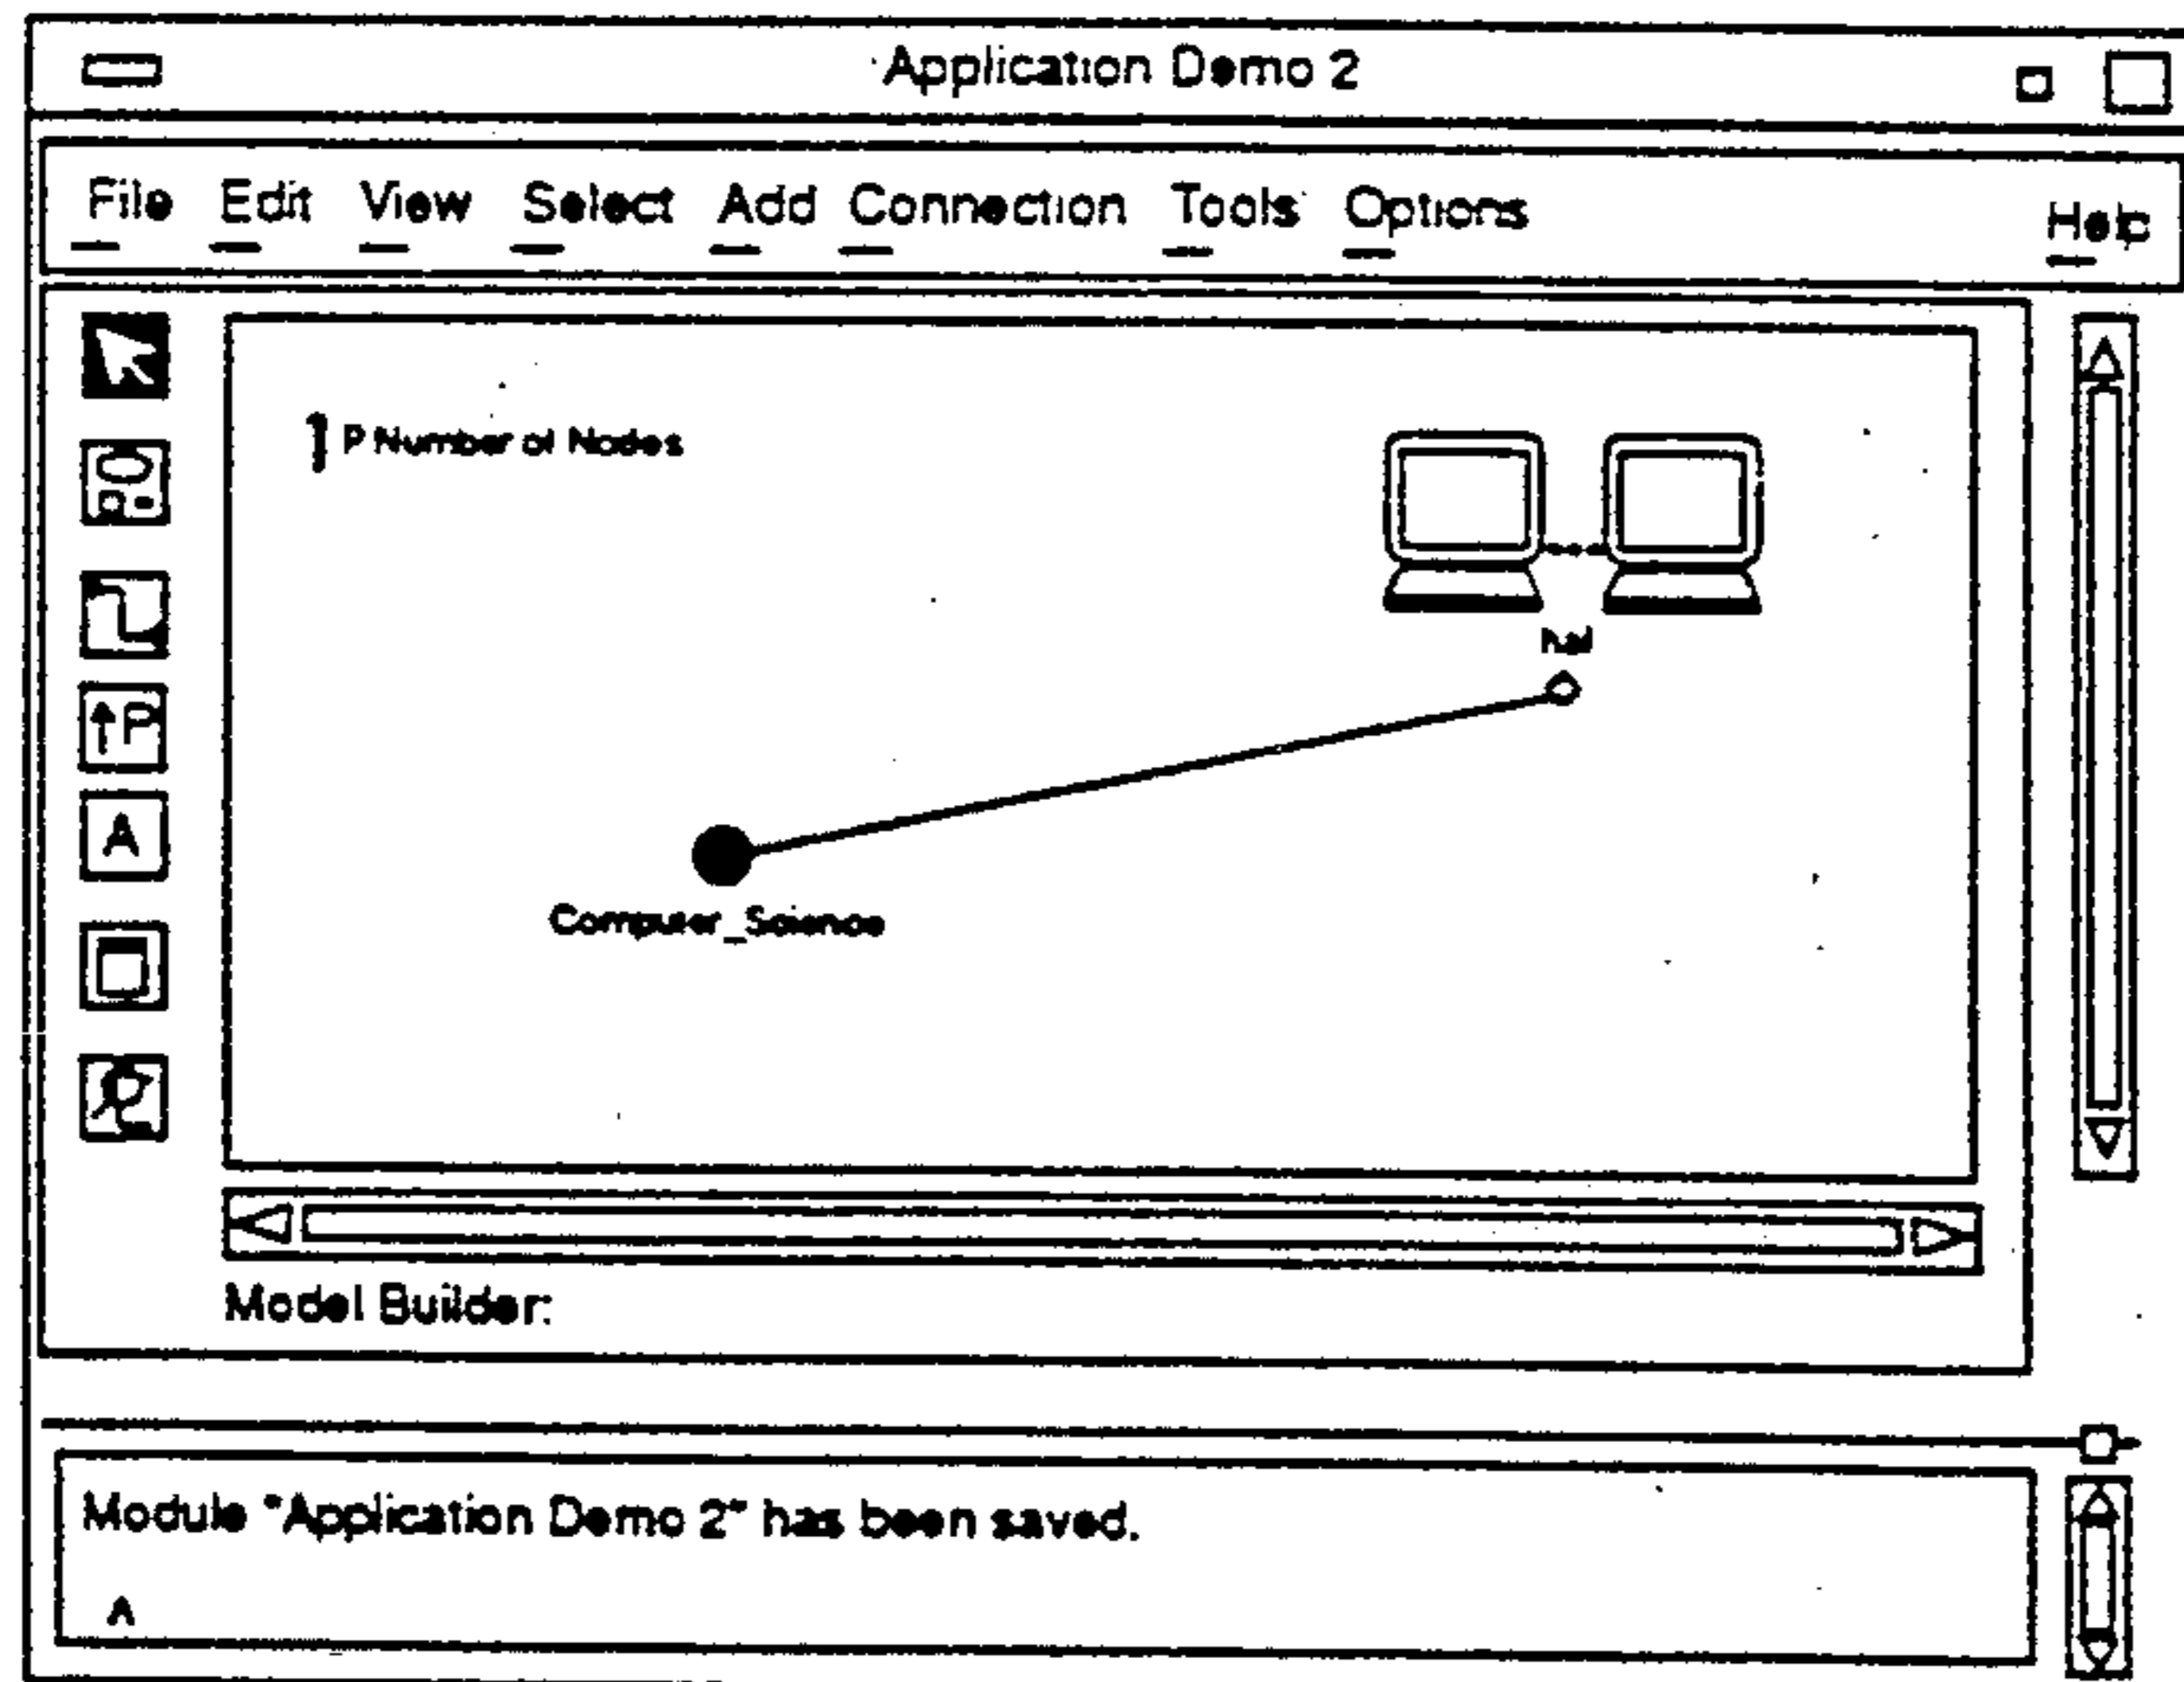 Application Demo 2
File Edit View Select Add Connection Tools Options Help
P Number of Nodes
hal
P
A
Computer_Science
Model Builder:
Module "Application Demo 2" has been saved.
^